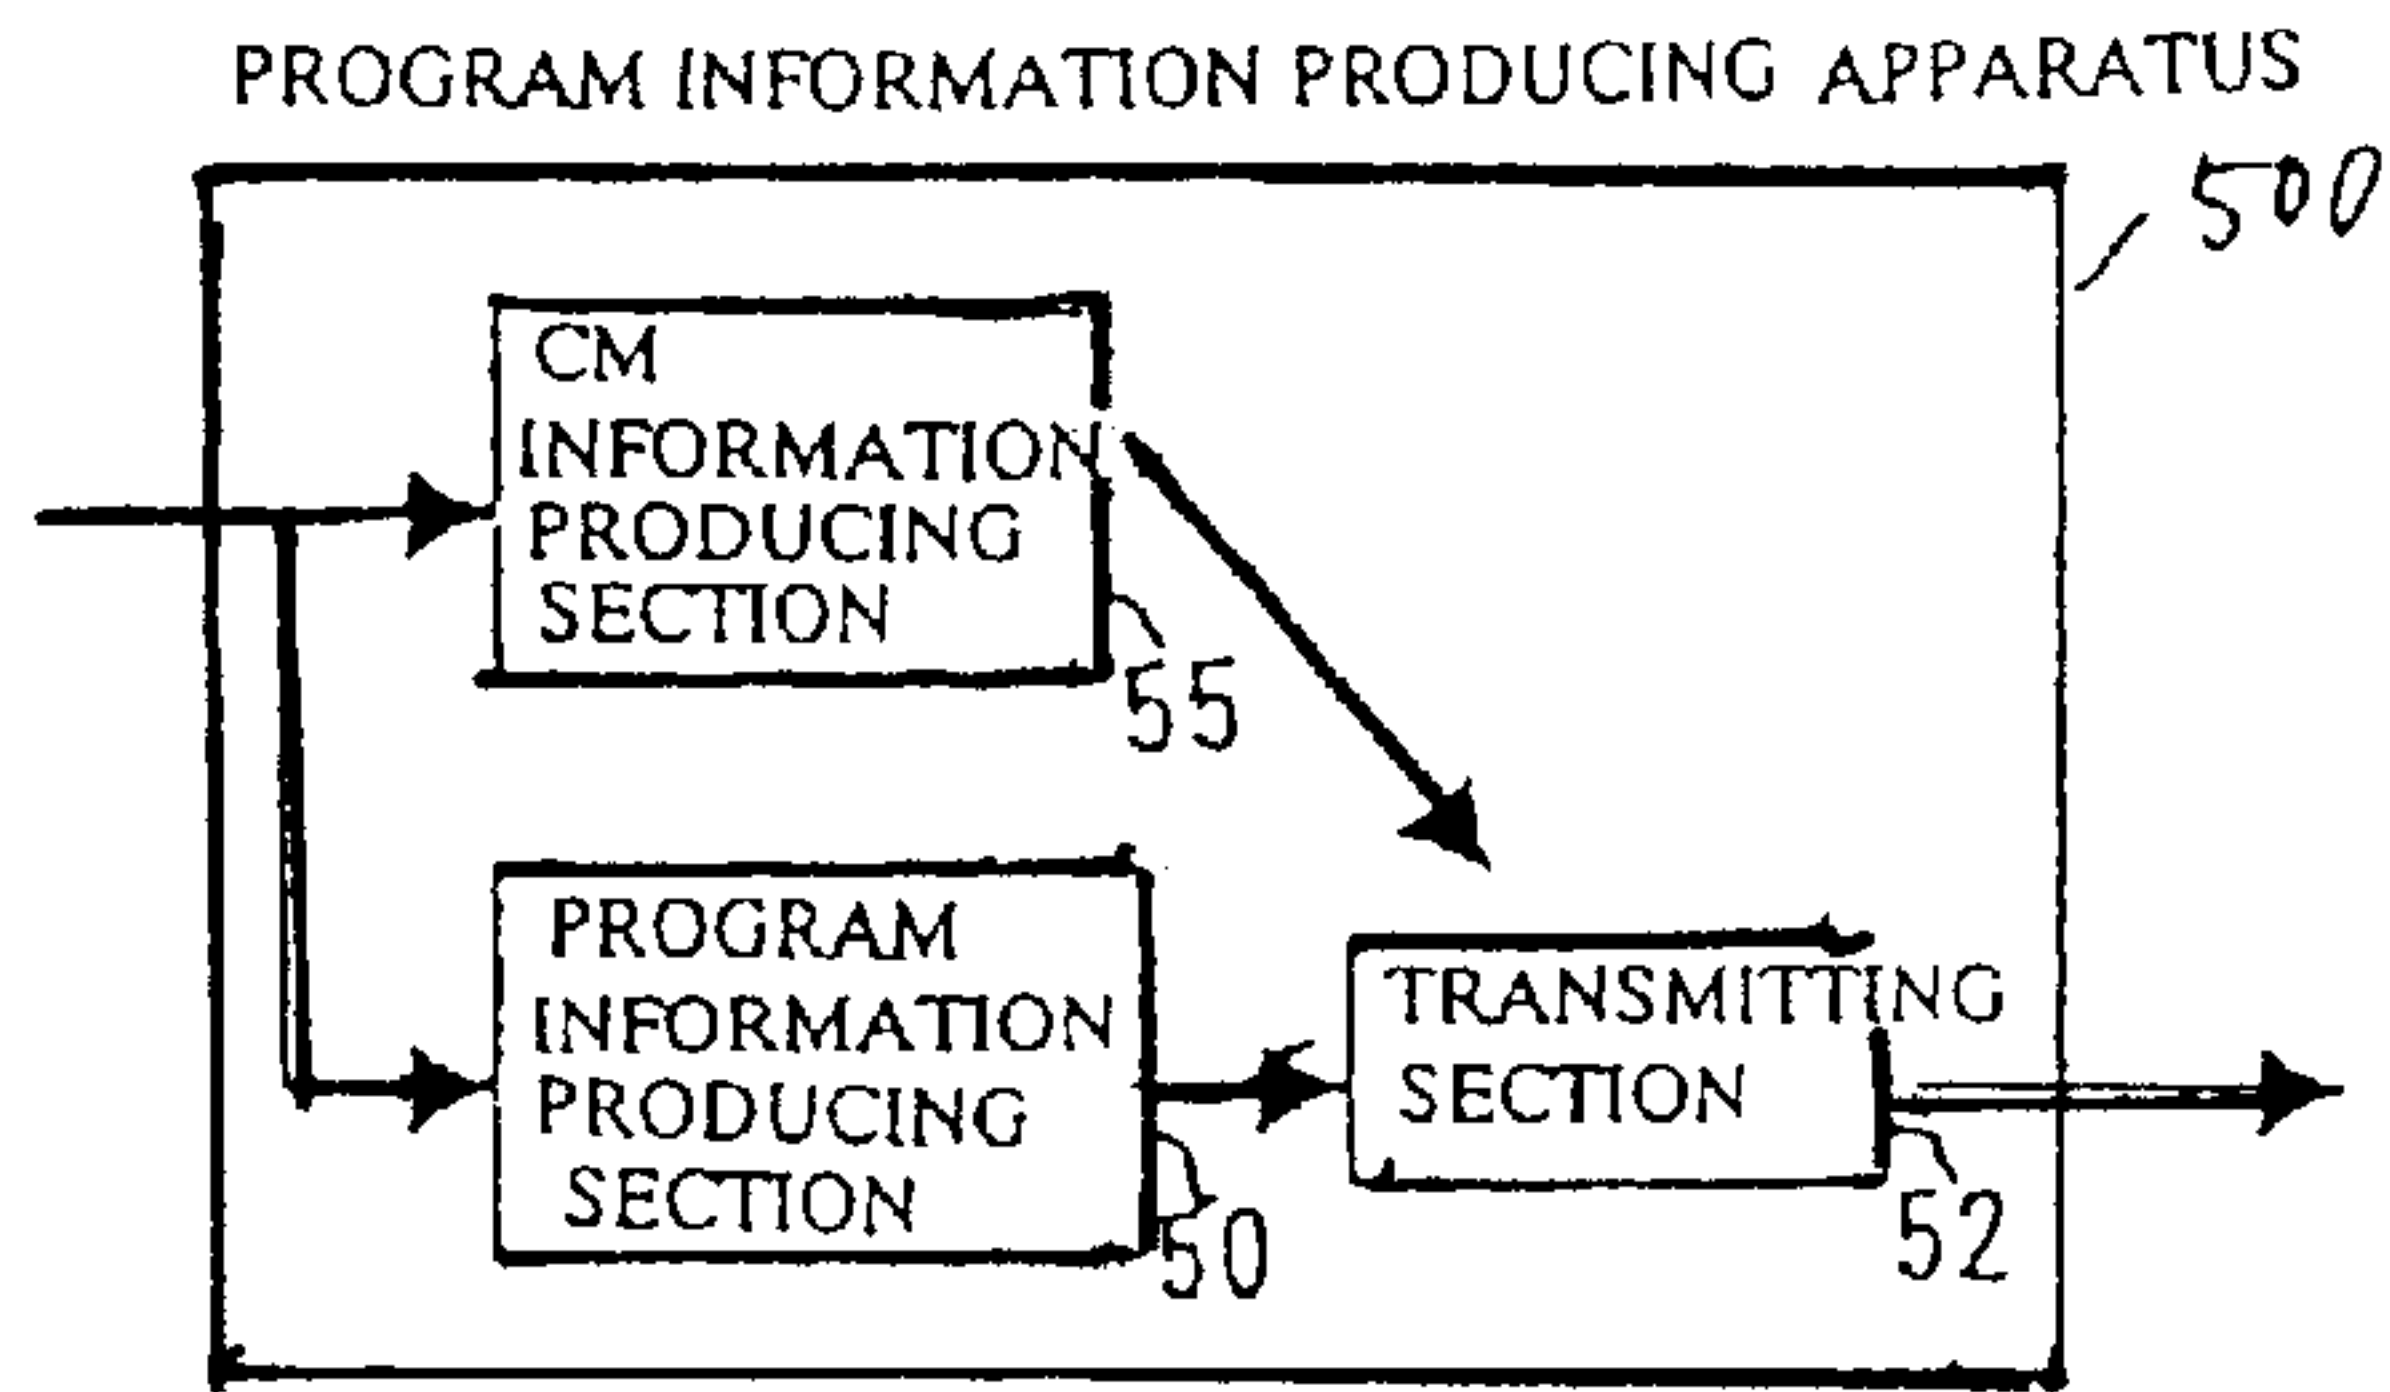 PROGRAM INFORMATION PRODUCING APPARATUS
500
CM
INFORMATION
PRODUCING
SECTION
55
PROGRAM
INFORMATION
PRODUCING
SECTION
50
TRANSMITTING
SECTION
52